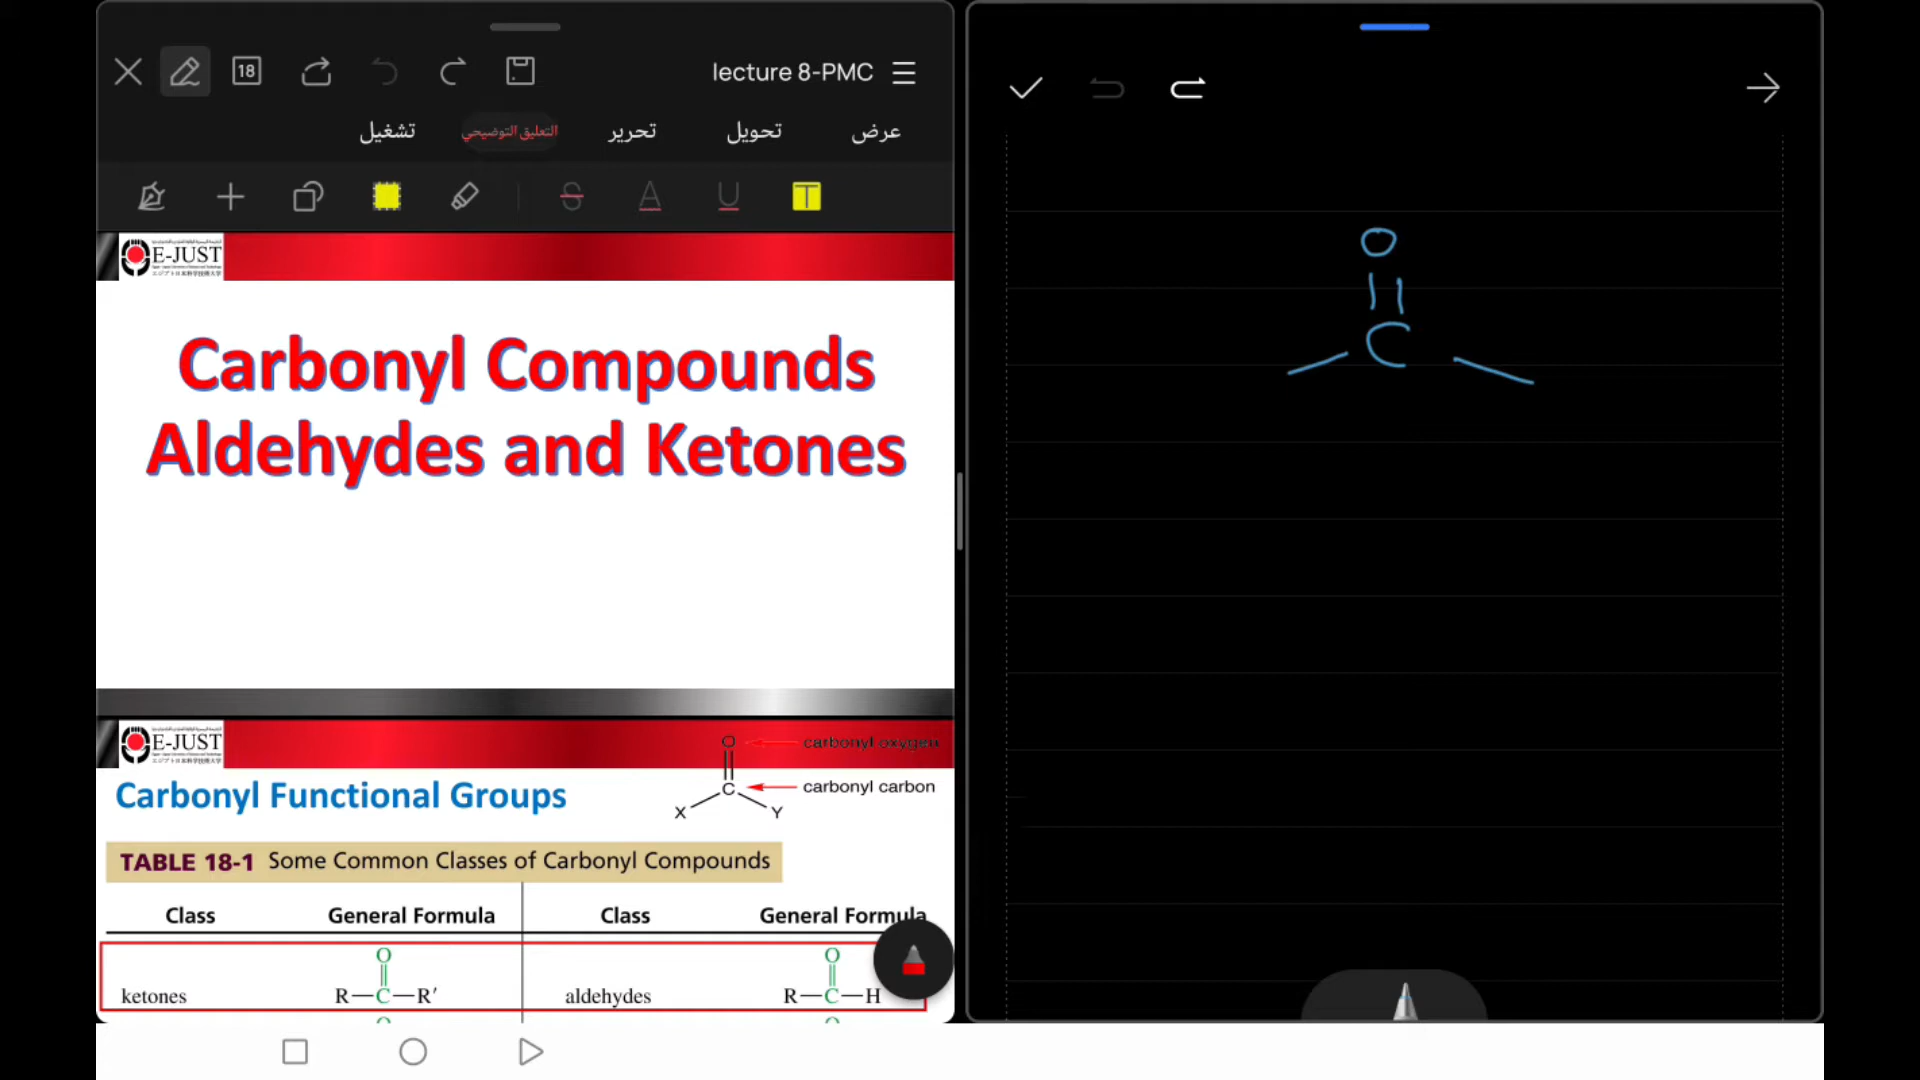 18
lecture 8-PMC
عرض تحويل تحرير التعليق التوضيحي تشغيل
S A U T
E-JUST
Carbonyl Compounds
Aldehydes and Ketones
E-JUST
Carbonyl Functional Groups
O carbonyl oxygen
C carbonyl carbon
X Y
TABLE 18-1 Some Common Classes of Carbonyl Compounds
Class General Formula Class General Formula
O O
ketones R—C—R′ aldehydes R—C—H
O O
O
C